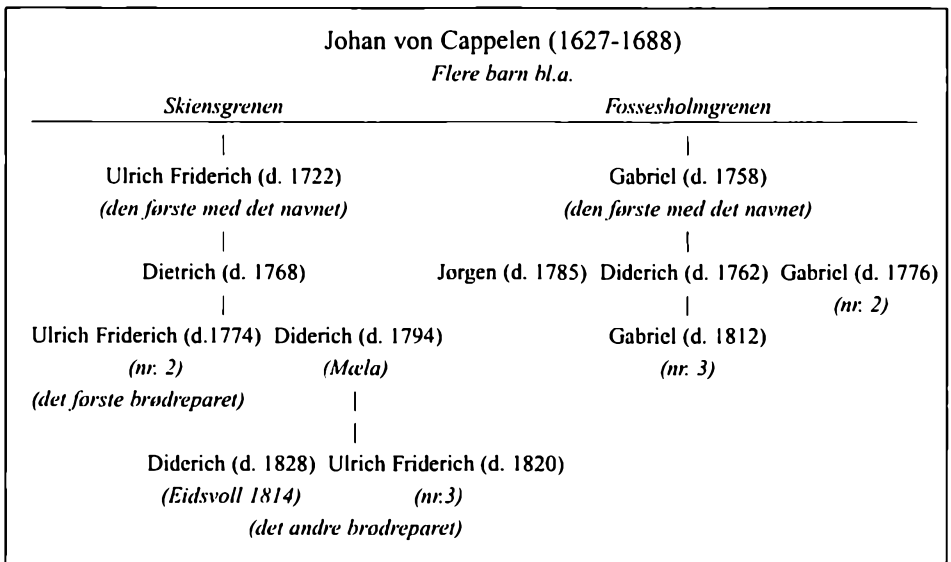 Johan von Cappelen (1627-1688)
Flere barn bl.a.
Skiensgrenen Fossesholmgrenen
Ulrich Friderich (d. 1722) Gabriel (d. 1758)
(den første med det navnet) (den første med det navnet)
Dietrich (d. 1768) Jørgen (d. 1785) Diderich (d. 1762) Gabriel (d. 1776)
(nr. 2)
Ulrich Friderich (d.1774) Diderich (d. 1794) Gabriel (d. 1812)
(nr. 2) (Mæla) (nr. 3)
(det første brødreparet)
Diderich (d. 1828) Ulrich Friderich (d. 1820)
(Eidsvoll 1814) (nr.3)
(det andre brødreparet)